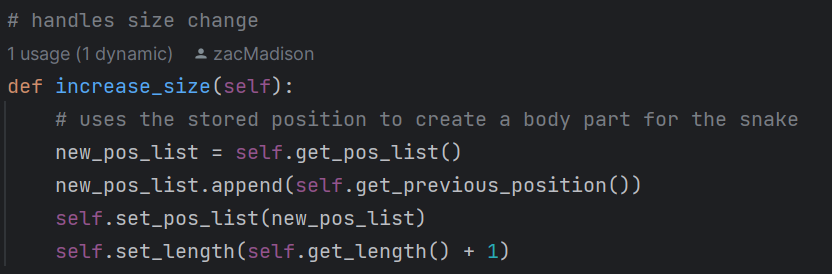 # handles size change
1 usage (1 dynamic) zacMadison
def increase_size(self):
    # uses the stored position to create a body part for the snake
    new_pos_list = self.get_pos_list()
    new_pos_list.append(self.get_previous_position())
    self.set_pos_list(new_pos_list)
    self.set_length(self.get_length() + 1)